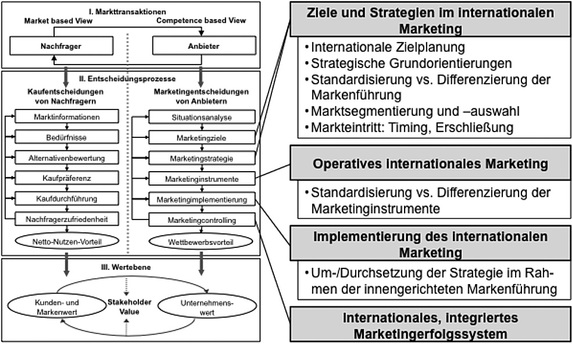 I. Markttransaktionen
Market based View
Competence based View
Nachfrager
Anbieter
II. Entscheidungsprozesse
Kaufentscheidungen
von Nachfragern
Marketingentscheidungen
von Anbietern
Marktinformationen
Situationsanalyse
Bedürfnisse
Marketingziele
Alternativenbewertung
Marketingstrategie
Kaufpräferenz
Marketinginstrumente
Kaufdurchführung
Marketingimplementierung
Nachfragerzufriedenheit
Marketingcontrolling
Netto-Nutzen-Vorteil
Wettbewerbsvorteil
III. Wertebene
Kunden- und
Markenwert
Stakeholder
Value
Unternehmens-
wert
Ziele und Strategien im internationalen
Marketing
• Internationale Zielplanung
• Strategische Grundorientierungen
• Standardisierung vs. Differenzierung der
Markenführung
• Marktsegmentierung und –auswahl
• Markteintritt: Timing, Erschließung
Operatives internationales Marketing
• Standardisierung vs. Differenzierung der
Marketinginstrumente
Implementierung des internationalen
Marketing
• Um-/Durchsetzung der Strategie im Rah-
men der innengerichteten Markenführung
Internationales, integriertes
Marketingerfolgssystem